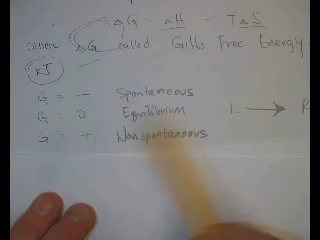 ΔG = ΔH - TΔS
where ΔG called Gibbs Free Energy
kJ
G = - Spontaneous
G = 0 Equilibrium L → R
G = + Nonspontaneous